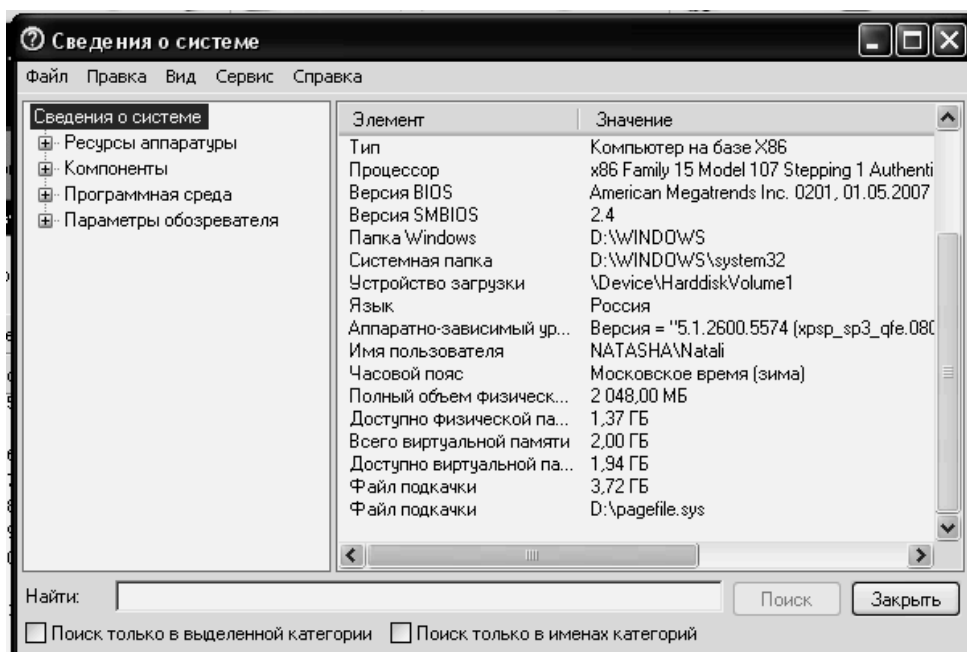 Сведения о системе
Файл Правка Вид Сервис Справка
Сведения о системе
Ресурсы аппаратуры
Компоненты
Программная среда
Параметры обозревателя
Элемент Значение
Тип Компьютер на базе X86
Процессор x86 Family 15 Model 107 Stepping 1 Authenti
Версия BIOS American Megatrends Inc. 0201, 01.05.2007
Версия SMBIOS 2.4
Папка Windows D:\WINDOWS
Системная папка D:\WINDOWS\system32
Устройство загрузки \Device\HarddiskVolume1
Язык Россия
Аппаратно-зависимый ур... Версия = "5.1.2600.5574 (xpsp_sp3_qfe.080
Имя пользователя NATASHA\Natali
Часовой пояс Московское время (зима)
Полный объем физическ... 2 048,00 МБ
Доступно физической па... 1,37 ГБ
Всего виртуальной памяти 2,00 ГБ
Доступно виртуальной па... 1,94 ГБ
Файл подкачки 3,72 ГБ
Файл подкачки D:\pagefile.sys
Найти: Поиск Закрыть
Поиск только в выделенной категории Поиск только в именах категорий